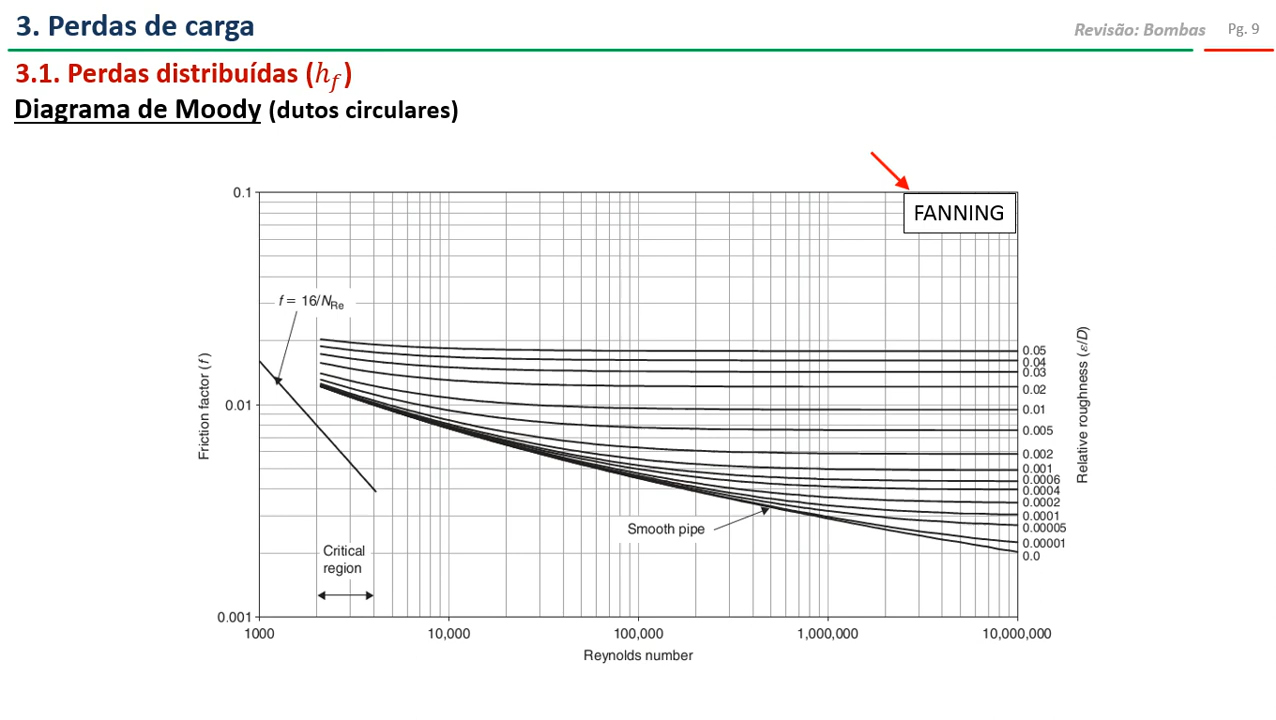 3. Perdas de carga
Revisão: Bombas Pg. 9
3.1. Perdas distribuídas (h_f)
Diagrama de Moody (dutos circulares)
FANNING
0.1
0.01
0.001
Friction factor (f)
f = 16/N_Re
Critical
region
Smooth pipe
0.05
0.04
0.03
0.02
0.01
0.005
0.002
0.001
0.0006
0.0004
0.0002
0.0001
0.00005
0.00001
0.0
Relative roughness (ε/D)
1000 10,000 100,000 1,000,000 10,000,000
Reynolds number